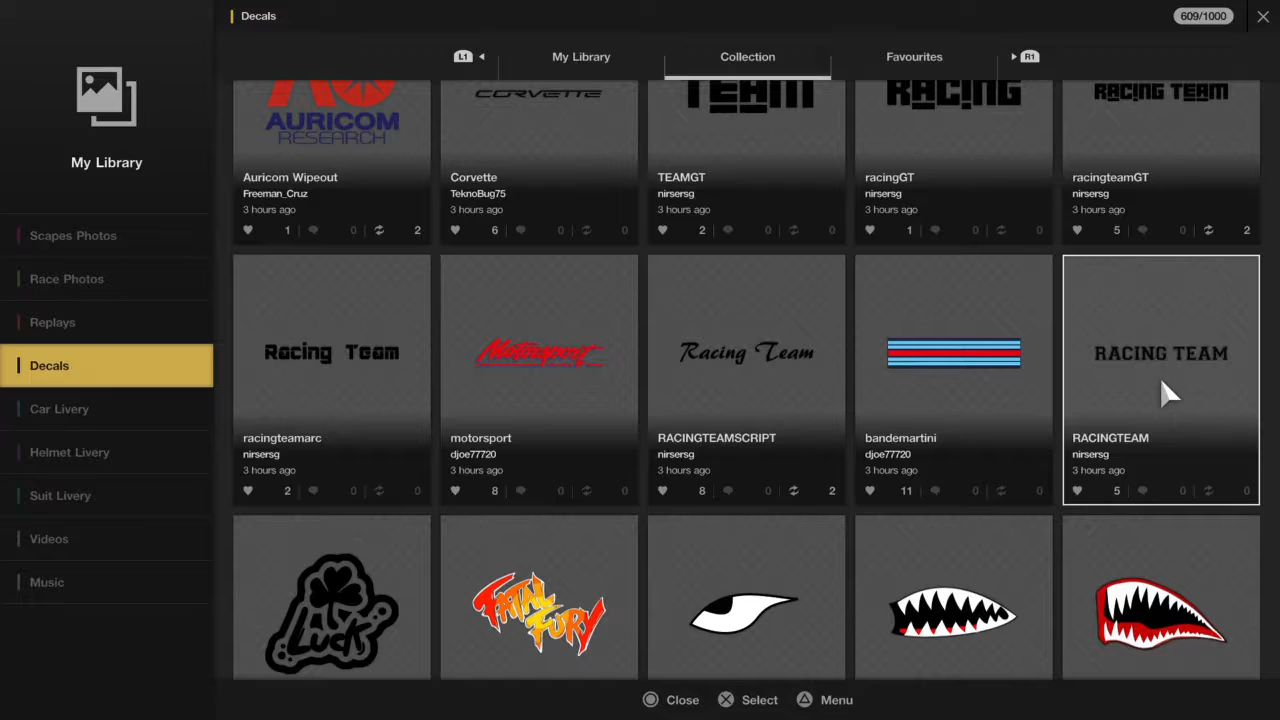 Decals
609/1000
L1
My Library
Collection
Favourites
R1
My Library
Scapes Photos
Race Photos
Replays
Decals
Car Livery
Helmet Livery
Suit Livery
Videos
Music
AURICOM
RESEARCH
CORVETTE
TEAM
RACING
RACING TEAM
Auricom Wipeout
Freeman_Cruz
3 hours ago
1 0 2
Corvette
TeknoBug75
3 hours ago
6 0 0
TEAMGT
nirsersg
3 hours ago
2 0 0
racingGT
nirsersg
3 hours ago
1 0 0
racingteamGT
nirsersg
3 hours ago
5 0 2
Racing Team
racingteamarc
nirsersg
3 hours ago
2 0 0
Motorsport
motorsport
djoe77720
3 hours ago
8 0 0
Racing Team
RACINGTEAMSCRIPT
nirsersg
3 hours ago
8 0 2
bandemartini
djoe77720
3 hours ago
11 0 0
RACING TEAM
RACINGTEAM
nirsersg
3 hours ago
5 0 0
Luck
FATAL
FURY
Close
Select
Menu